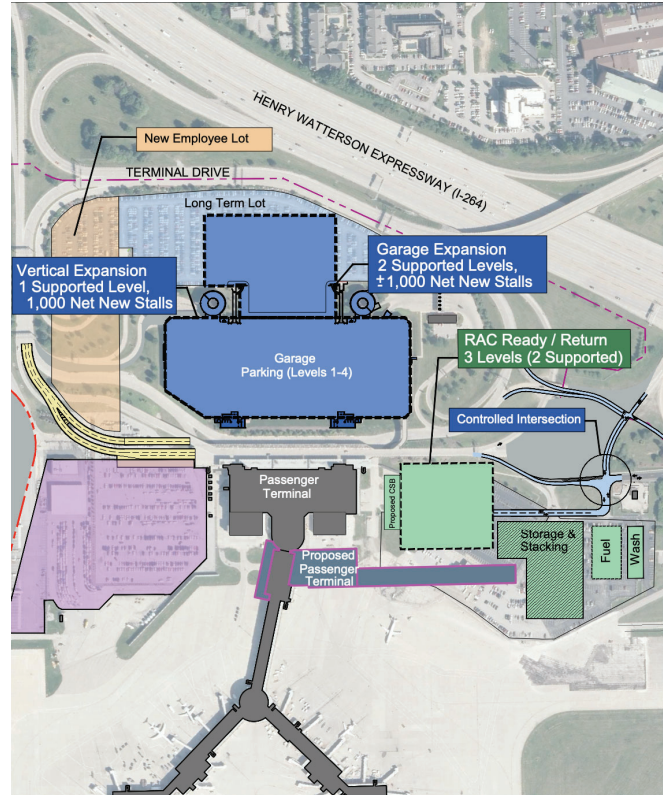 HENRY WATTERSON EXPRESSWAY (I-264)
New Employee Lot
TERMINAL DRIVE
Long Term Lot
Vertical Expansion
1 Supported Level,
1,000 Net New Stalls
Garage Expansion
2 Supported Levels,
±1,000 Net New Stalls
Garage
Parking (Levels 1-4)
RAC Ready / Return
3 Levels (2 Supported)
Controlled Intersection
Passenger
Terminal
Proposed CSB
Proposed
Passenger
Terminal
Storage &
Stacking
Fuel
Wash